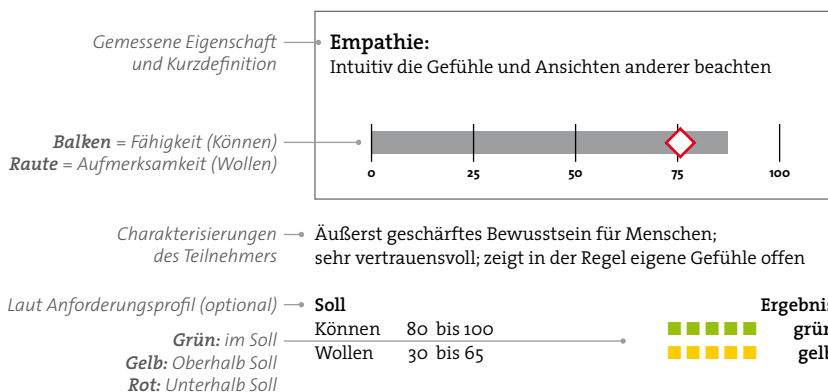 Gemessene Eigenschaft
und Kurzdefinition
Empathie:
Intuitiv die Gefühle und Ansichten anderer beachten
Balken = Fähigkeit (Können)
Raute = Aufmerksamkeit (Wollen)
0 25 50 75 100
Charakterisierungen
des Teilnehmers
Äußerst geschärftes Bewusstsein für Menschen;
sehr vertrauensvoll; zeigt in der Regel eigene Gefühle offen
Laut Anforderungsprofil (optional)
Soll Ergebnis
Können 80 bis 100 grün
Wollen 30 bis 65 gelb
Grün: im Soll
Gelb: Oberhalb Soll
Rot: Unterhalb Soll